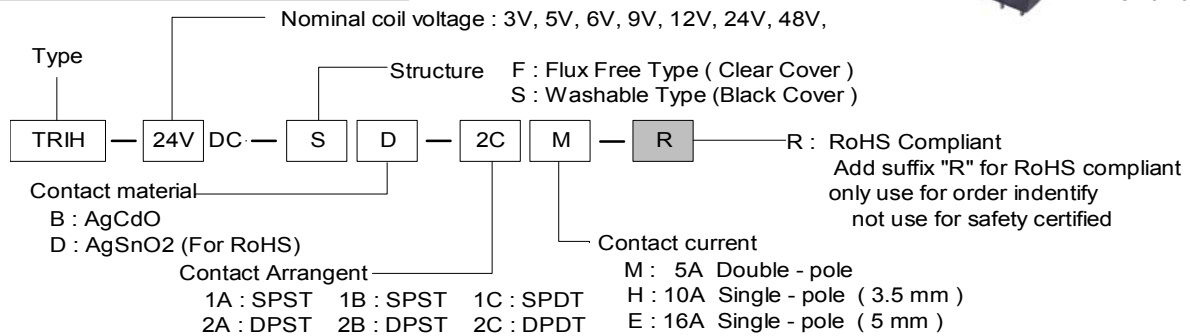 Nominal coil voltage : 3V, 5V, 6V, 9V, 12V, 24V, 48V,
Type
Structure F : Flux Free Type ( Clear Cover )
S : Washable Type (Black Cover )
TRIH — 24V DC — S D — 2C M — R
R : RoHS Compliant
Add suffix "R" for RoHS compliant
only use for order indentify
not use for safety certified
Contact material
B : AgCdO
D : AgSnO2 (For RoHS)
Contact Arrangent
1A : SPST 1B : SPST 1C : SPDT
2A : DPST 2B : DPST 2C : DPDT
Contact current
M : 5A Double - pole
H : 10A Single - pole ( 3.5 mm )
E : 16A Single - pole ( 5 mm )